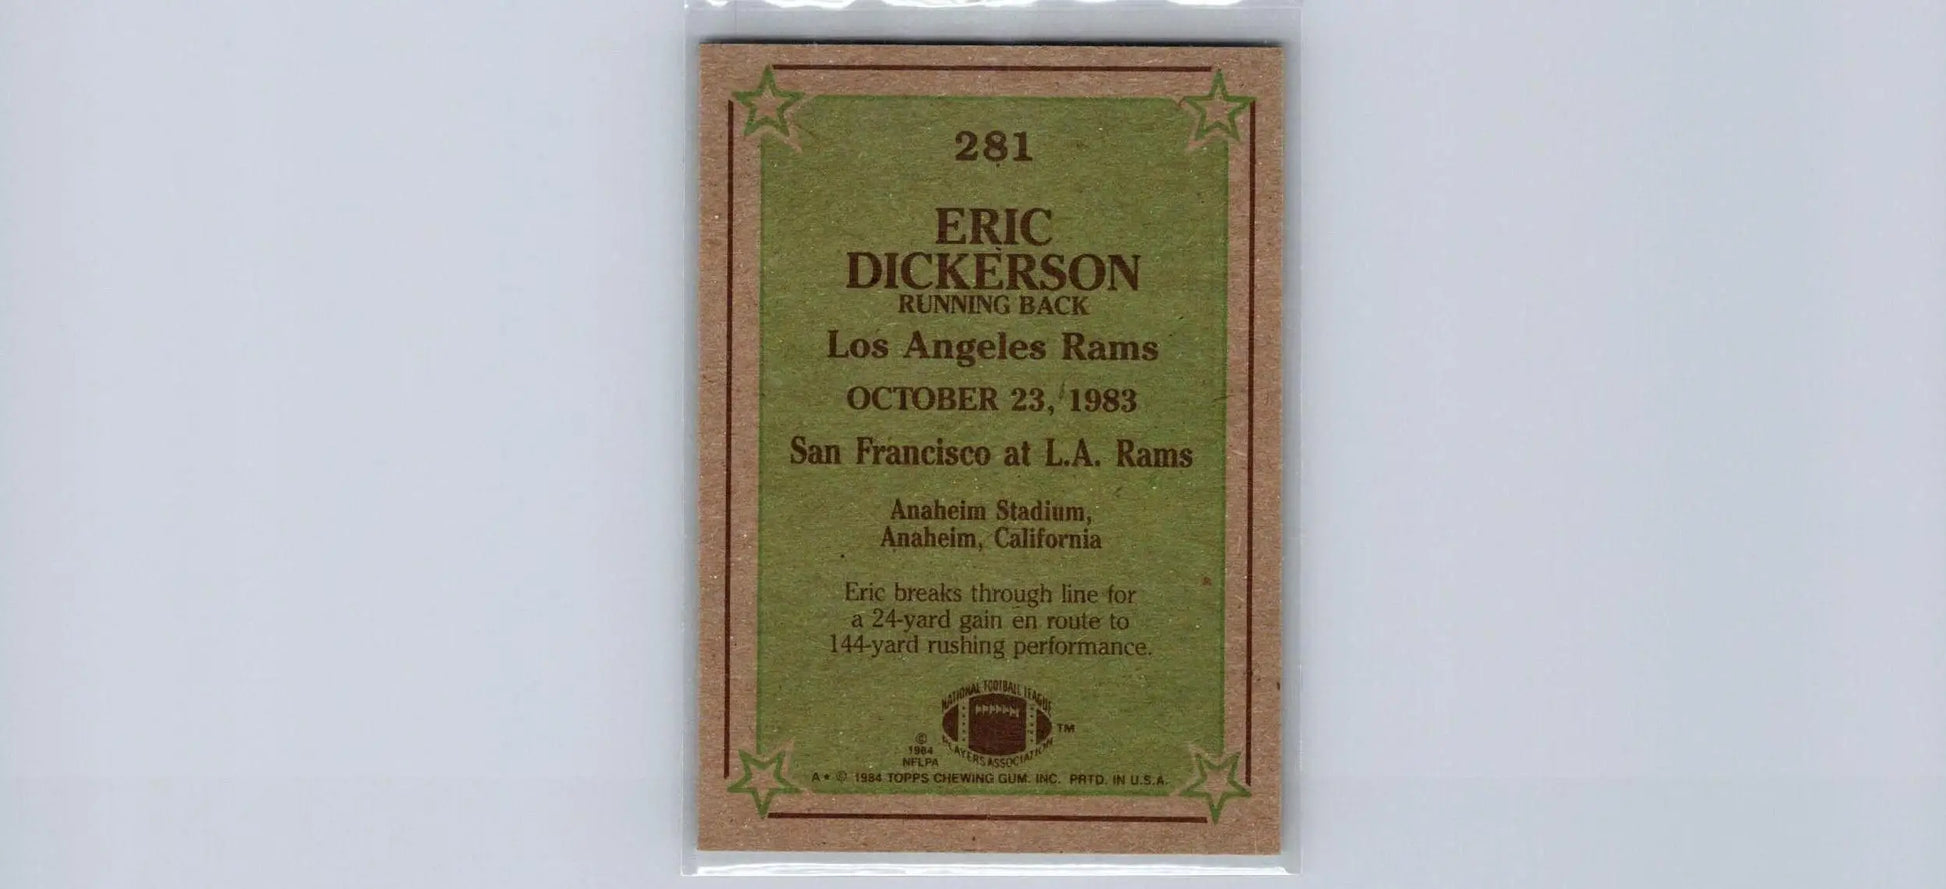 281
ERIC
DICKERSON
RUNNING BACK
Los Angeles Rams
OCTOBER 23, 1983
San Francisco at L.A. Rams
Anaheim Stadium,
Anaheim, California
Eric breaks through line for
a 24-yard gain en route to
144-yard rushing performance.
NATIONAL FOOTBALL LEAGUE
PLAYERS ASSOCIATION
TM
©
1984
NFLPA
A★ © 1984 TOPPS CHEWING GUM, INC. PRTD. IN U.S.A.